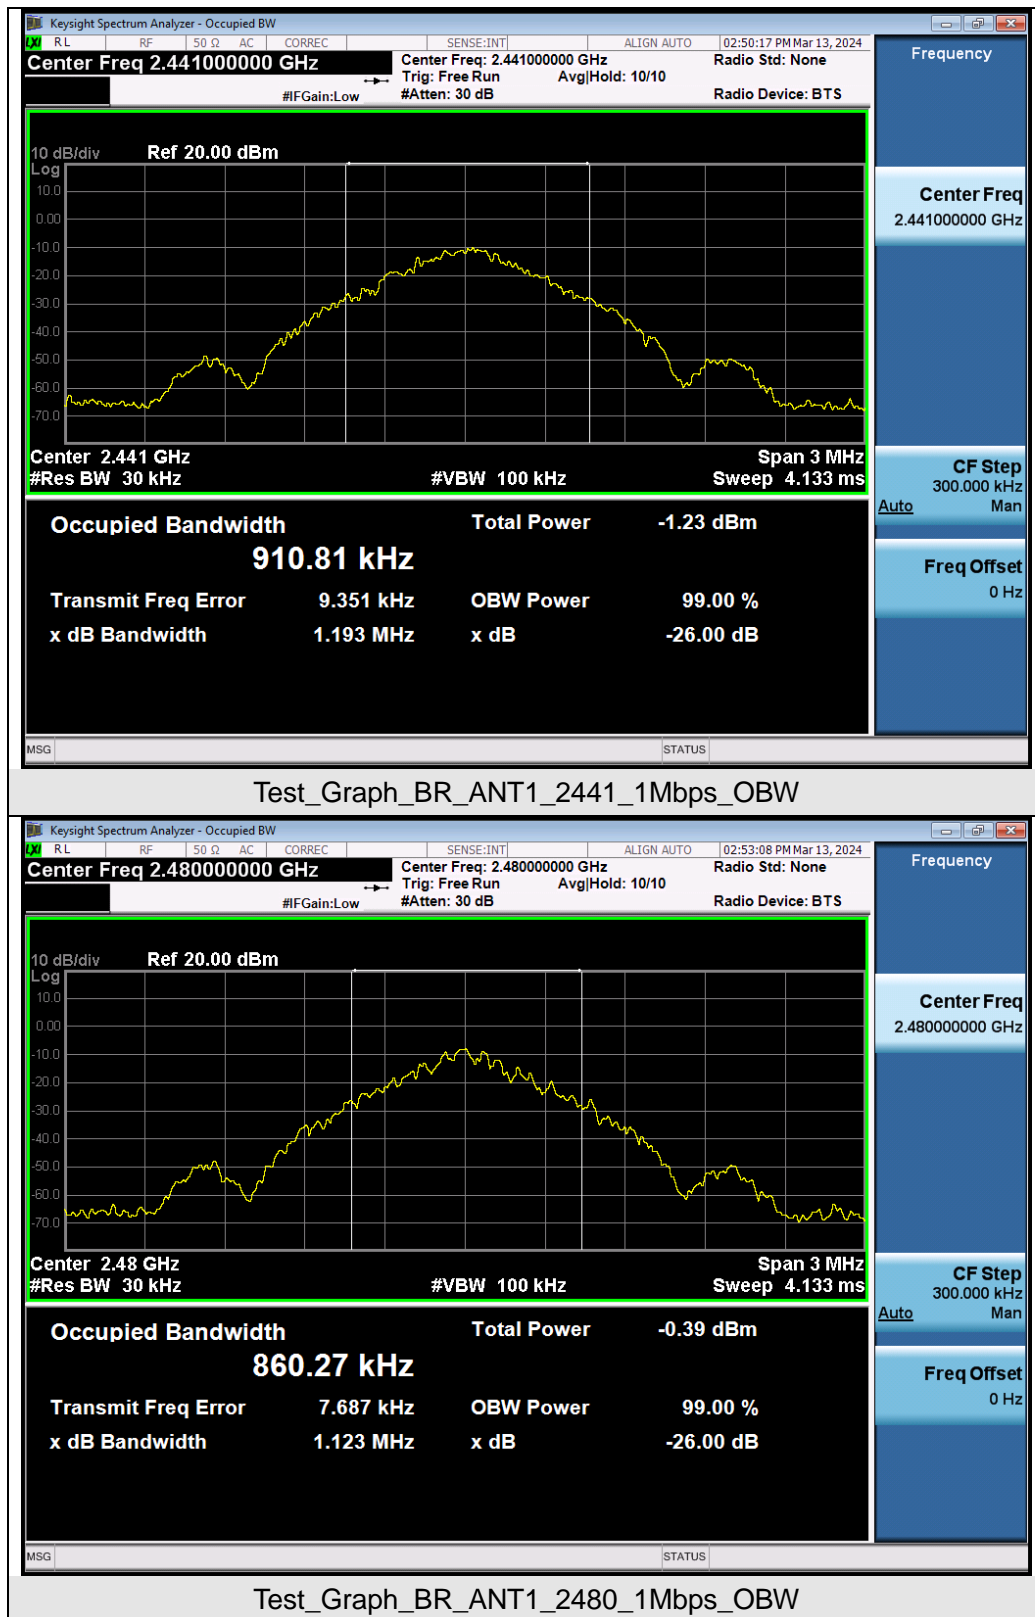 Keysight Spectrum Analyzer - Occupied BW
LXI RL RF 50 Ω AC CORREC SENSE:INT ALIGN AUTO 02:50:17 PM Mar 13, 2024
Center Freq 2.441000000 GHz
Center Freq: 2.441000000 GHz
Radio Std: None
Trig: Free Run Avg|Hold: 10/10
#IFGain:Low #Atten: 30 dB Radio Device: BTS
Frequency
10 dB/div Ref 20.00 dBm
Log
10.0
0.00
-10.0
-20.0
-30.0
-40.0
-50.0
-60.0
-70.0
Center Freq
2.441000000 GHz
Center 2.441 GHz Span 3 MHz
#Res BW 30 kHz #VBW 100 kHz Sweep 4.133 ms
CF Step
300.000 kHz
Auto Man
Occupied Bandwidth Total Power -1.23 dBm
910.81 kHz
Transmit Freq Error 9.351 kHz OBW Power 99.00 %
x dB Bandwidth 1.193 MHz x dB -26.00 dB
Freq Offset
0 Hz
MSG STATUS
Test_Graph_BR_ANT1_2441_1Mbps_OBW
Keysight Spectrum Analyzer - Occupied BW
LXI RL RF 50 Ω AC CORREC SENSE:INT ALIGN AUTO 02:53:08 PM Mar 13, 2024
Center Freq 2.480000000 GHz
Center Freq: 2.480000000 GHz
Radio Std: None
Trig: Free Run Avg|Hold: 10/10
#IFGain:Low #Atten: 30 dB Radio Device: BTS
Frequency
10 dB/div Ref 20.00 dBm
Log
10.0
0.00
-10.0
-20.0
-30.0
-40.0
-50.0
-60.0
-70.0
Center Freq
2.480000000 GHz
Center 2.48 GHz Span 3 MHz
#Res BW 30 kHz #VBW 100 kHz Sweep 4.133 ms
CF Step
300.000 kHz
Auto Man
Occupied Bandwidth Total Power -0.39 dBm
860.27 kHz
Transmit Freq Error 7.687 kHz OBW Power 99.00 %
x dB Bandwidth 1.123 MHz x dB -26.00 dB
Freq Offset
0 Hz
MSG STATUS
Test_Graph_BR_ANT1_2480_1Mbps_OBW